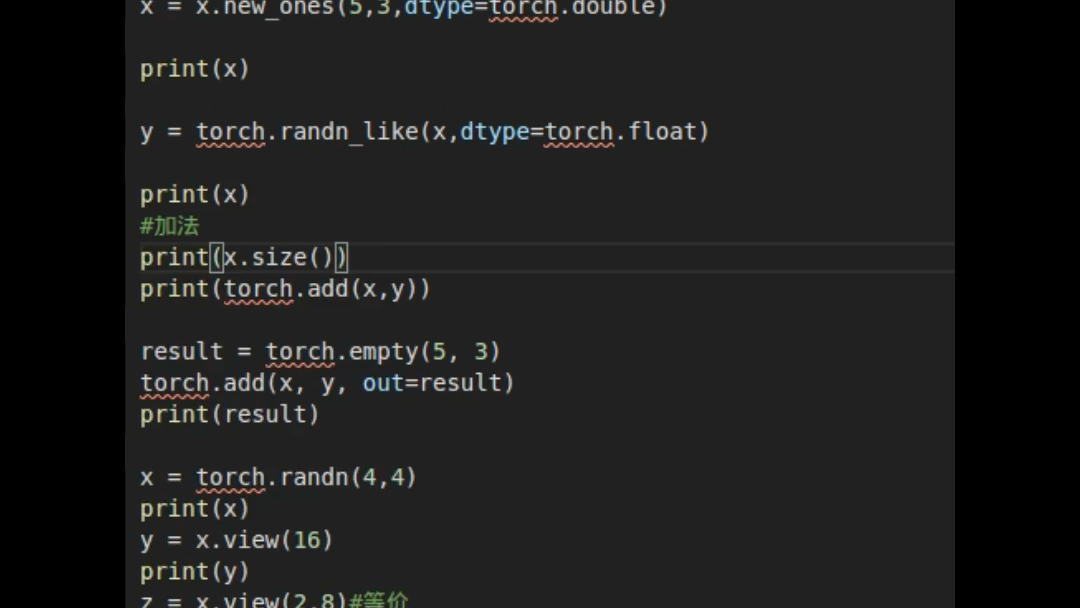 x = x.new_ones(5,3,dtype=torch.double)
print(x)
y = torch.randn_like(x,dtype=torch.float)
print(x)
#加法
print(x.size())
print(torch.add(x,y))
result = torch.empty(5, 3)
torch.add(x, y, out=result)
print(result)
x = torch.randn(4,4)
print(x)
y = x.view(16)
print(y)
z = x.view(2,8)#等价